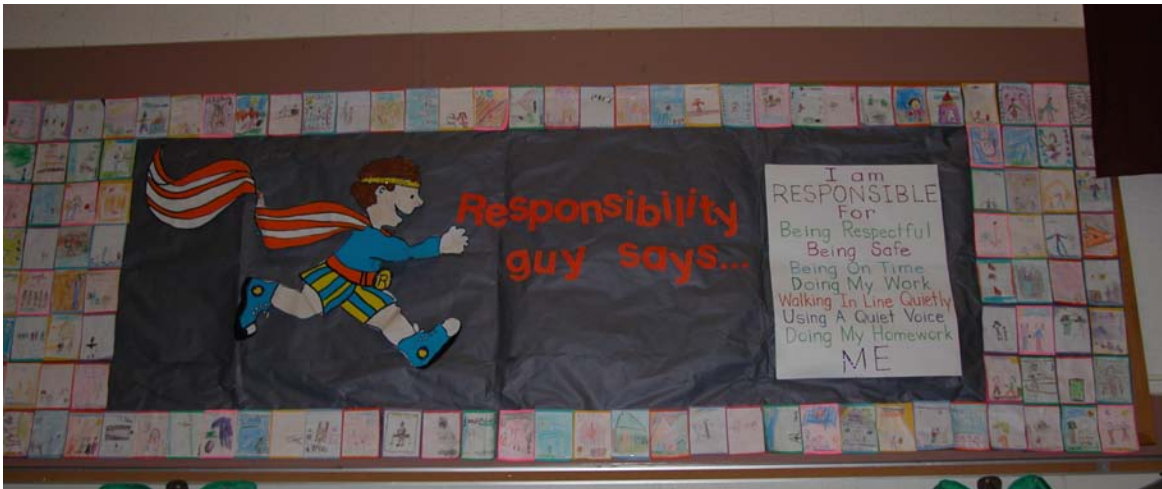 Responsibility
guy says...
I am
RESPONSIBLE
For
Being Respectful
Being Safe
Being On Time
Doing My Work
Walking In Line Quietly
Using A Quiet Voice
Doing My Homework
ME